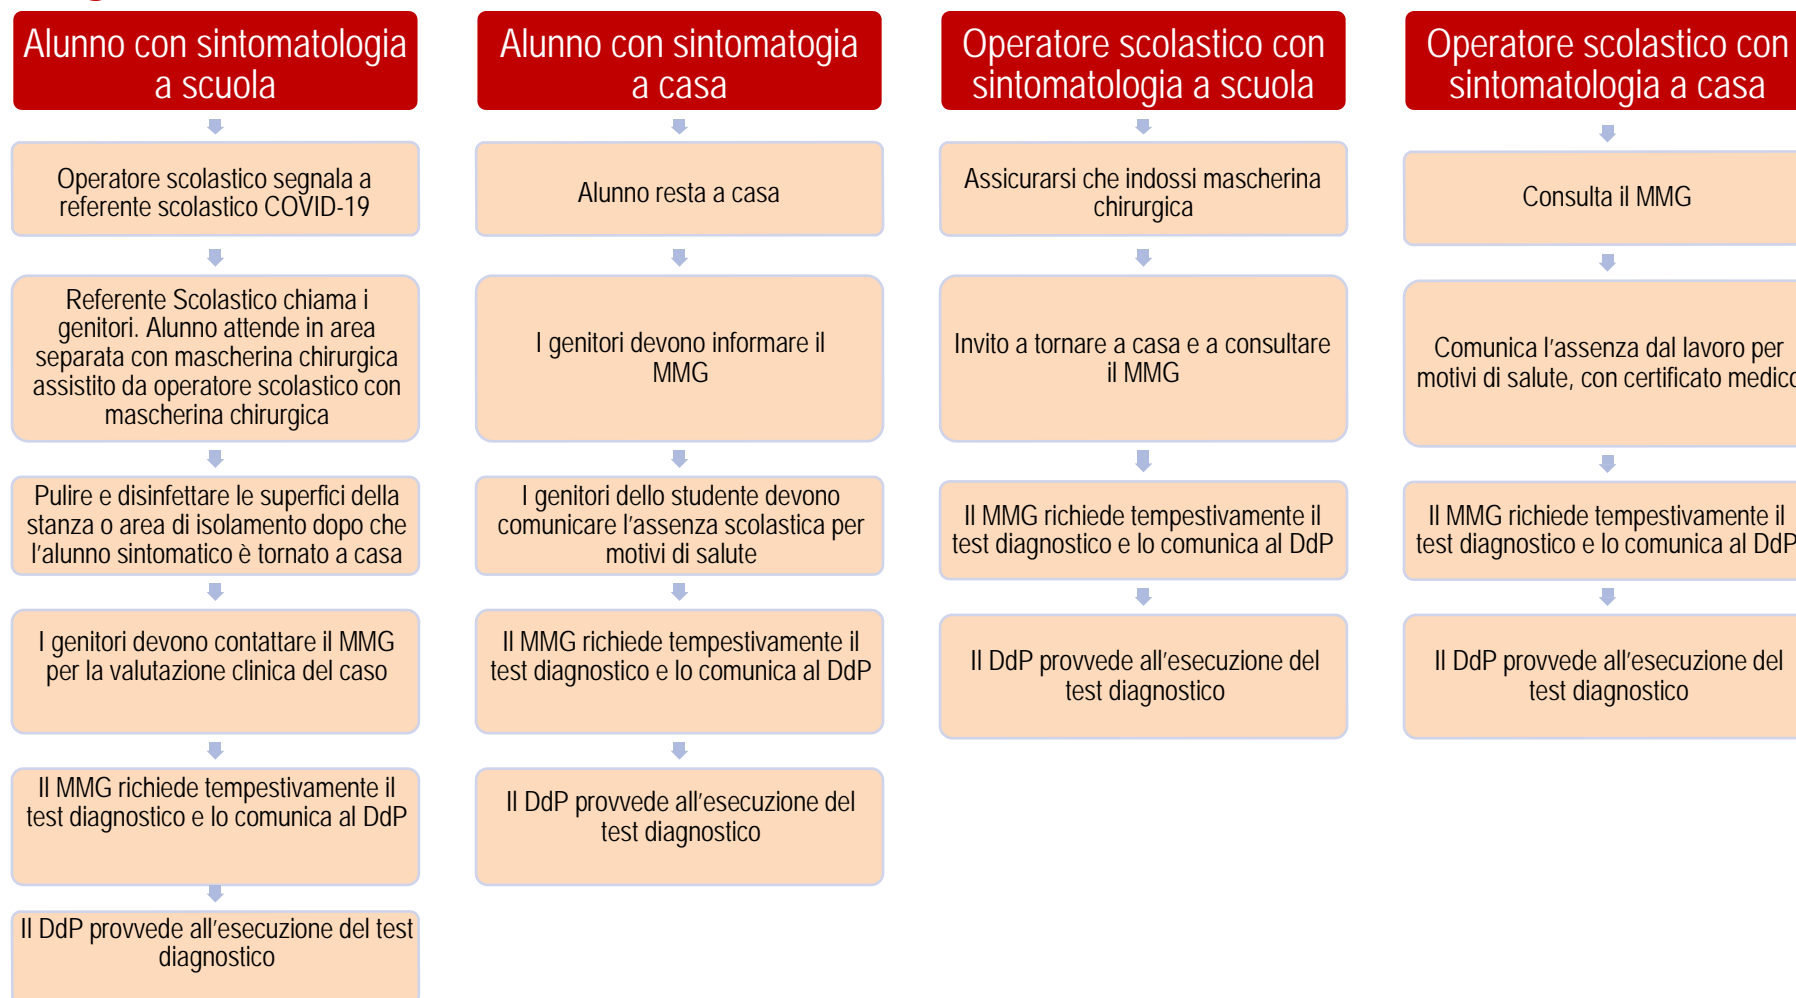 Alunno con sintomatologia
a scuola
Operatore scolastico segnala a
referente scolastico COVID-19
Referente Scolastico chiama i
genitori. Alunno attende in area
separata con mascherina chirurgica
assistito da operatore scolastico con
mascherina chirurgica
Pulire e disinfettare le superfici della
stanza o area di isolamento dopo che
l'alunno sintomatico è tornato a casa
I genitori devono contattare il MMG
per la valutazione clinica del caso
Il MMG richiede tempestivamente il
test diagnostico e lo comunica al DdP
Il DdP provvede all'esecuzione del test
diagnostico
Alunno con sintomatogia
a casa
Alunno resta a casa
I genitori devono informare il
MMG
I genitori dello studente devono
comunicare l'assenza scolastica per
motivi di salute
Il MMG richiede tempestivamente il
test diagnostico e lo comunica al DdP
Il DdP provvede all'esecuzione del
test diagnostico
Operatore scolastico con
sintomatologia a scuola
Assicurarsi che indossi mascherina
chirurgica
Invito a tornare a casa e a consultare
il MMG
Il MMG richiede tempestivamente il
test diagnostico e lo comunica al DdP
Il DdP provvede all'esecuzione del
test diagnostico
Operatore scolastico con
sintomatologia a casa
Consulta il MMG
Comunica l'assenza dal lavoro per
motivi di salute, con certificato medico
Il MMG richiede tempestivamente il
test diagnostico e lo comunica al DdP
Il DdP provvede all'esecuzione del
test diagnostico